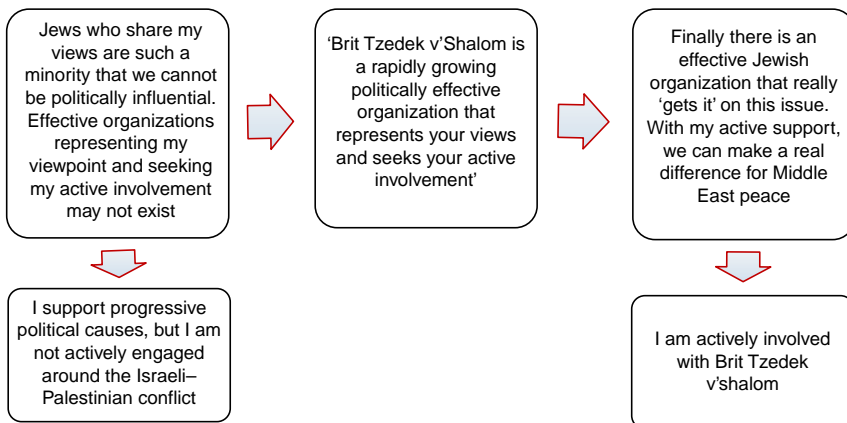 Jews who share my
views are such a
minority that we cannot
be politically influential.
Effective organizations
representing my
viewpoint and seeking
my active involvement
may not exist
‘Brit Tzedek v’Shalom is
a rapidly growing
politically effective
organization that
represents your views
and seeks your active
involvement’
Finally there is an
effective Jewish
organization that really
‘gets it’ on this issue.
With my active support,
we can make a real
difference for Middle
East peace
I support progressive
political causes, but I am
not actively engaged
around the Israeli–
Palestinian conflict
I am actively involved
with Brit Tzedek
v’shalom